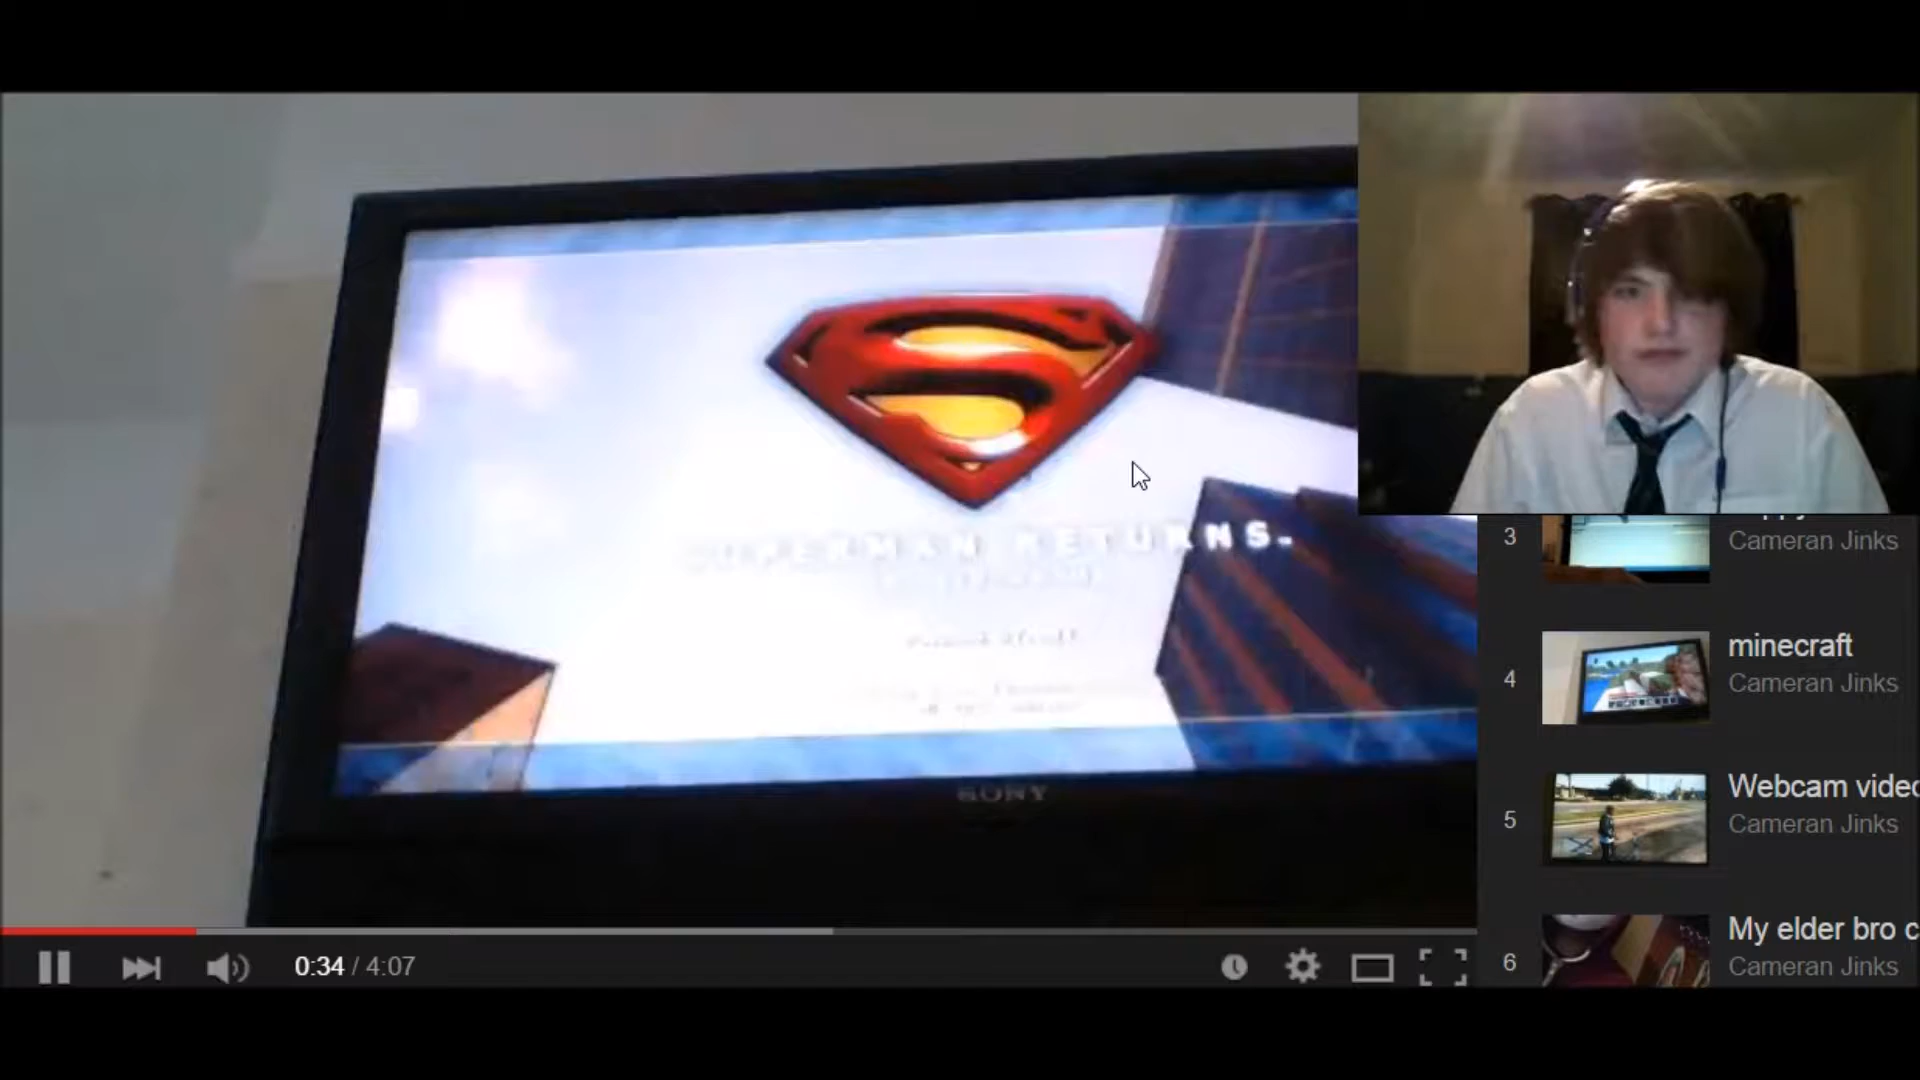 SUPERMAN RETURNS
SONY
3
Cameran Jinks
4
minecraft
Cameran Jinks
5
Webcam video
Cameran Jinks
6
My elder bro c
Cameran Jinks
0:34 / 4:07